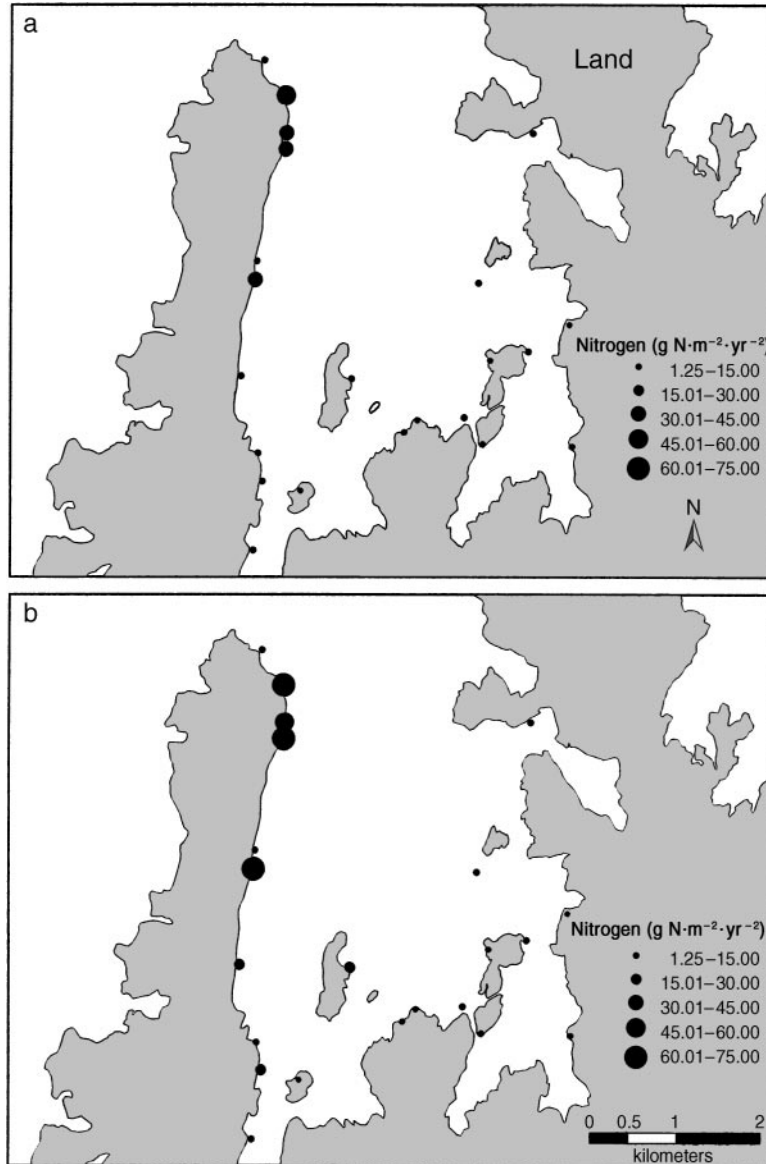 a
Land
Nitrogen (g N·m⁻²·yr⁻²)
1.25–15.00
15.01–30.00
30.01–45.00
45.01–60.00
60.01–75.00
N
b
Nitrogen (g N·m⁻²·yr⁻²)
1.25–15.00
15.01–30.00
30.01–45.00
45.01–60.00
60.01–75.00
0 0.5 1 2
kilometers